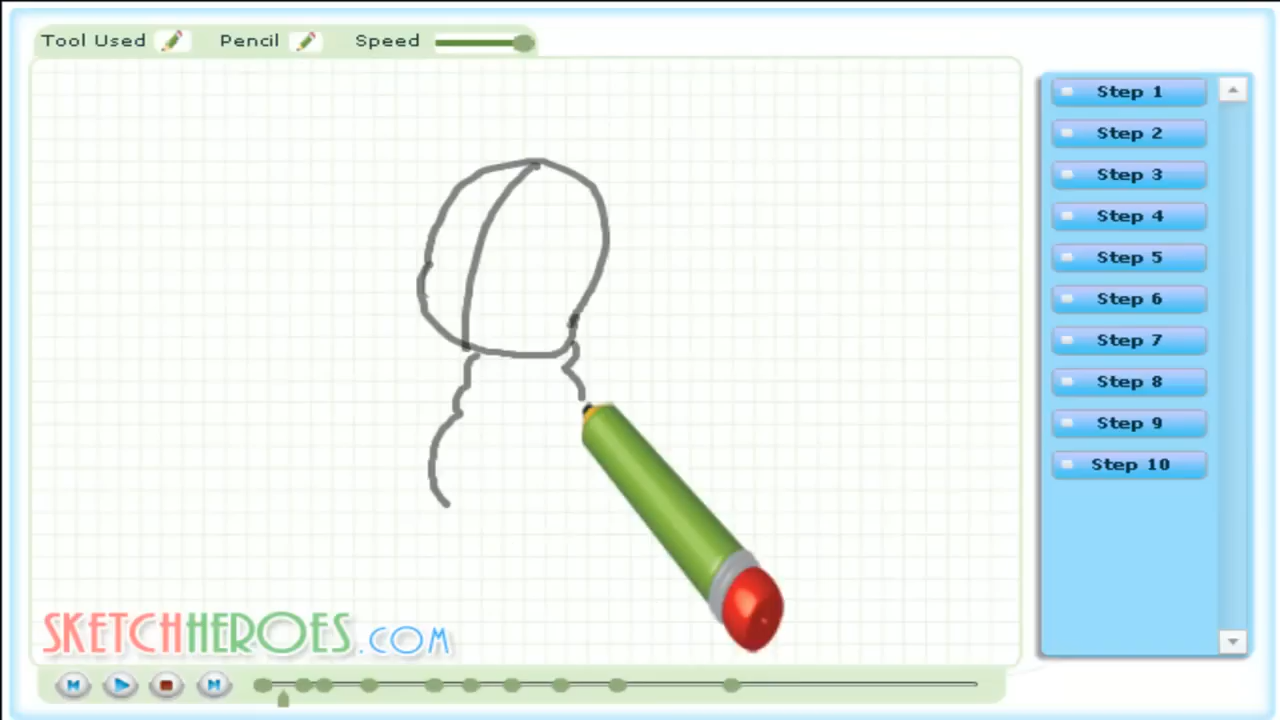 Tool Used Pencil Speed
Step 1
Step 2
Step 3
Step 4
Step 5
Step 6
Step 7
Step 8
Step 9
Step 10
SKETCHHEROES.COM